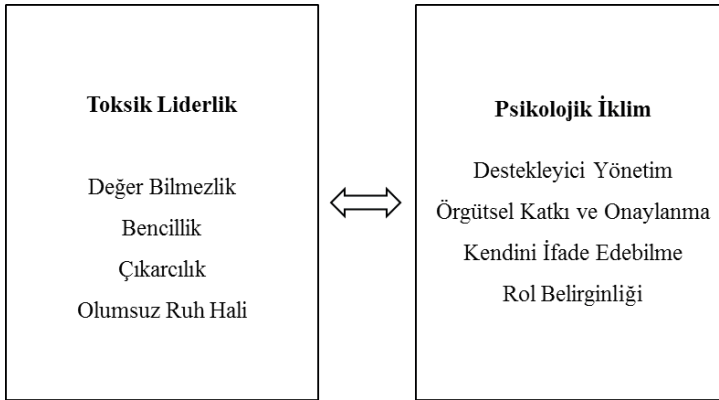 Toksik Liderlik
Değer Bilmezlik
Bencillik
Çıkarcılık
Olumsuz Ruh Hali
Psikolojik İklim
Destekleyici Yönetim
Örgütsel Katkı ve Onaylanma
Kendini İfade Edebilme
Rol Belirginliği